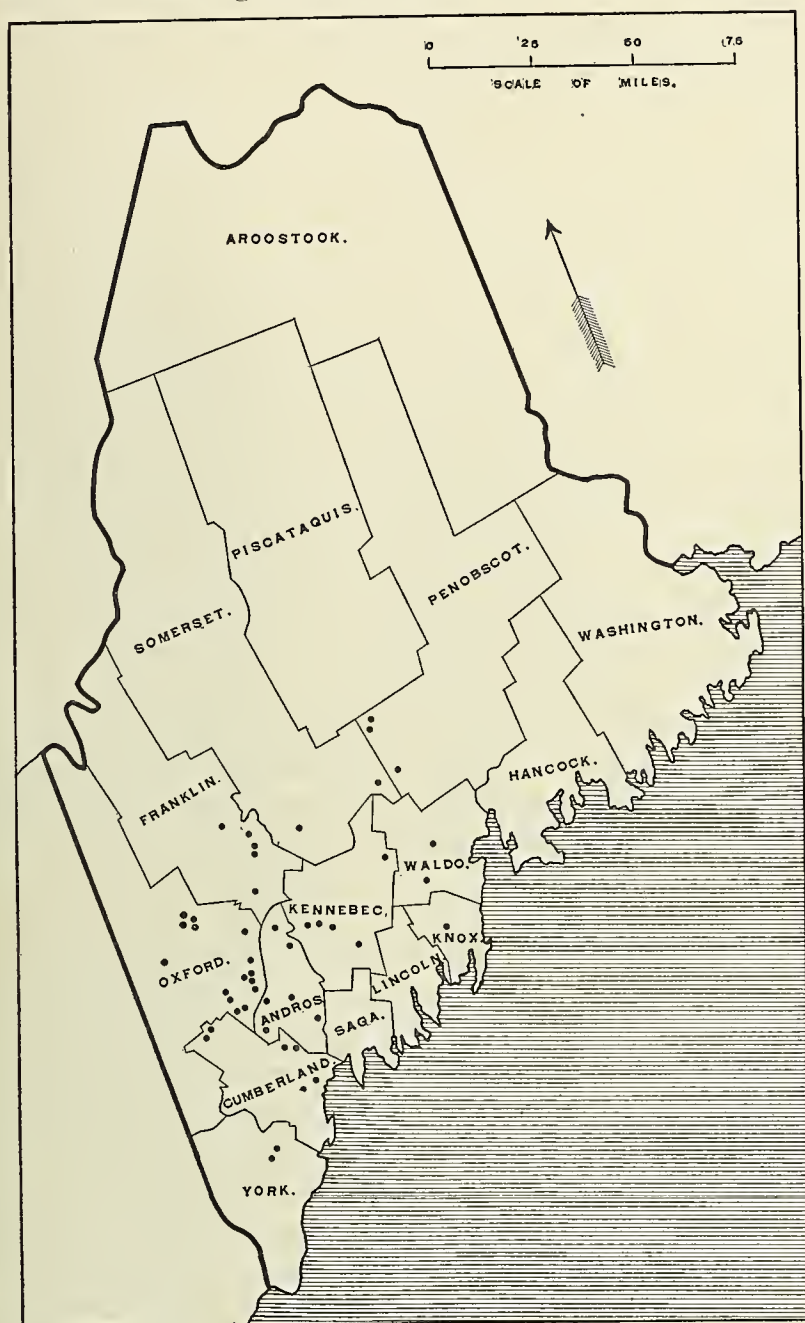 0 25 50 75
SCALE OF MILES.
AROOSTOOK.
PISCATAQUIS.
PENOBSCOT.
SOMERSET.
WASHINGTON.
HANCOCK.
FRANKLIN.
WALDO.
KENNEBEC.
KNOX.
OXFORD.
LINCOLN.
ANDROS
SAGA.
CUMBERLAND.
YORK.